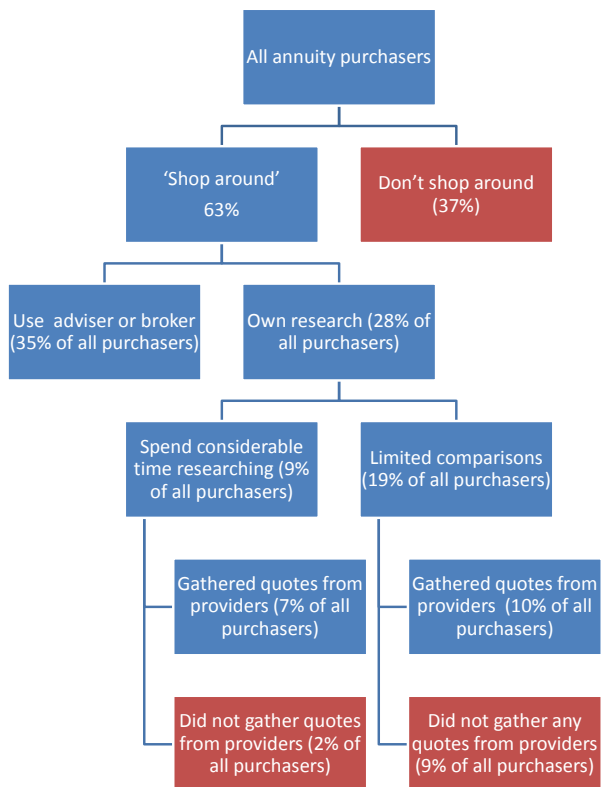 All annuity purchasers
‘Shop around’
63%
Don’t shop around
(37%)
Use  adviser or broker
(35% of all purchasers)
Own research (28% of
all purchasers)
Spend considerable
time researching (9%
of all purchasers)
Limited comparisons
(19% of all purchasers)
Gathered quotes from
providers (7% of all
purchasers)
Gathered quotes from
providers  (10% of all
purchasers)
Did not gather quotes
from providers (2% of
all purchasers)
Did not gather any
quotes from providers
(9% of all purchasers)